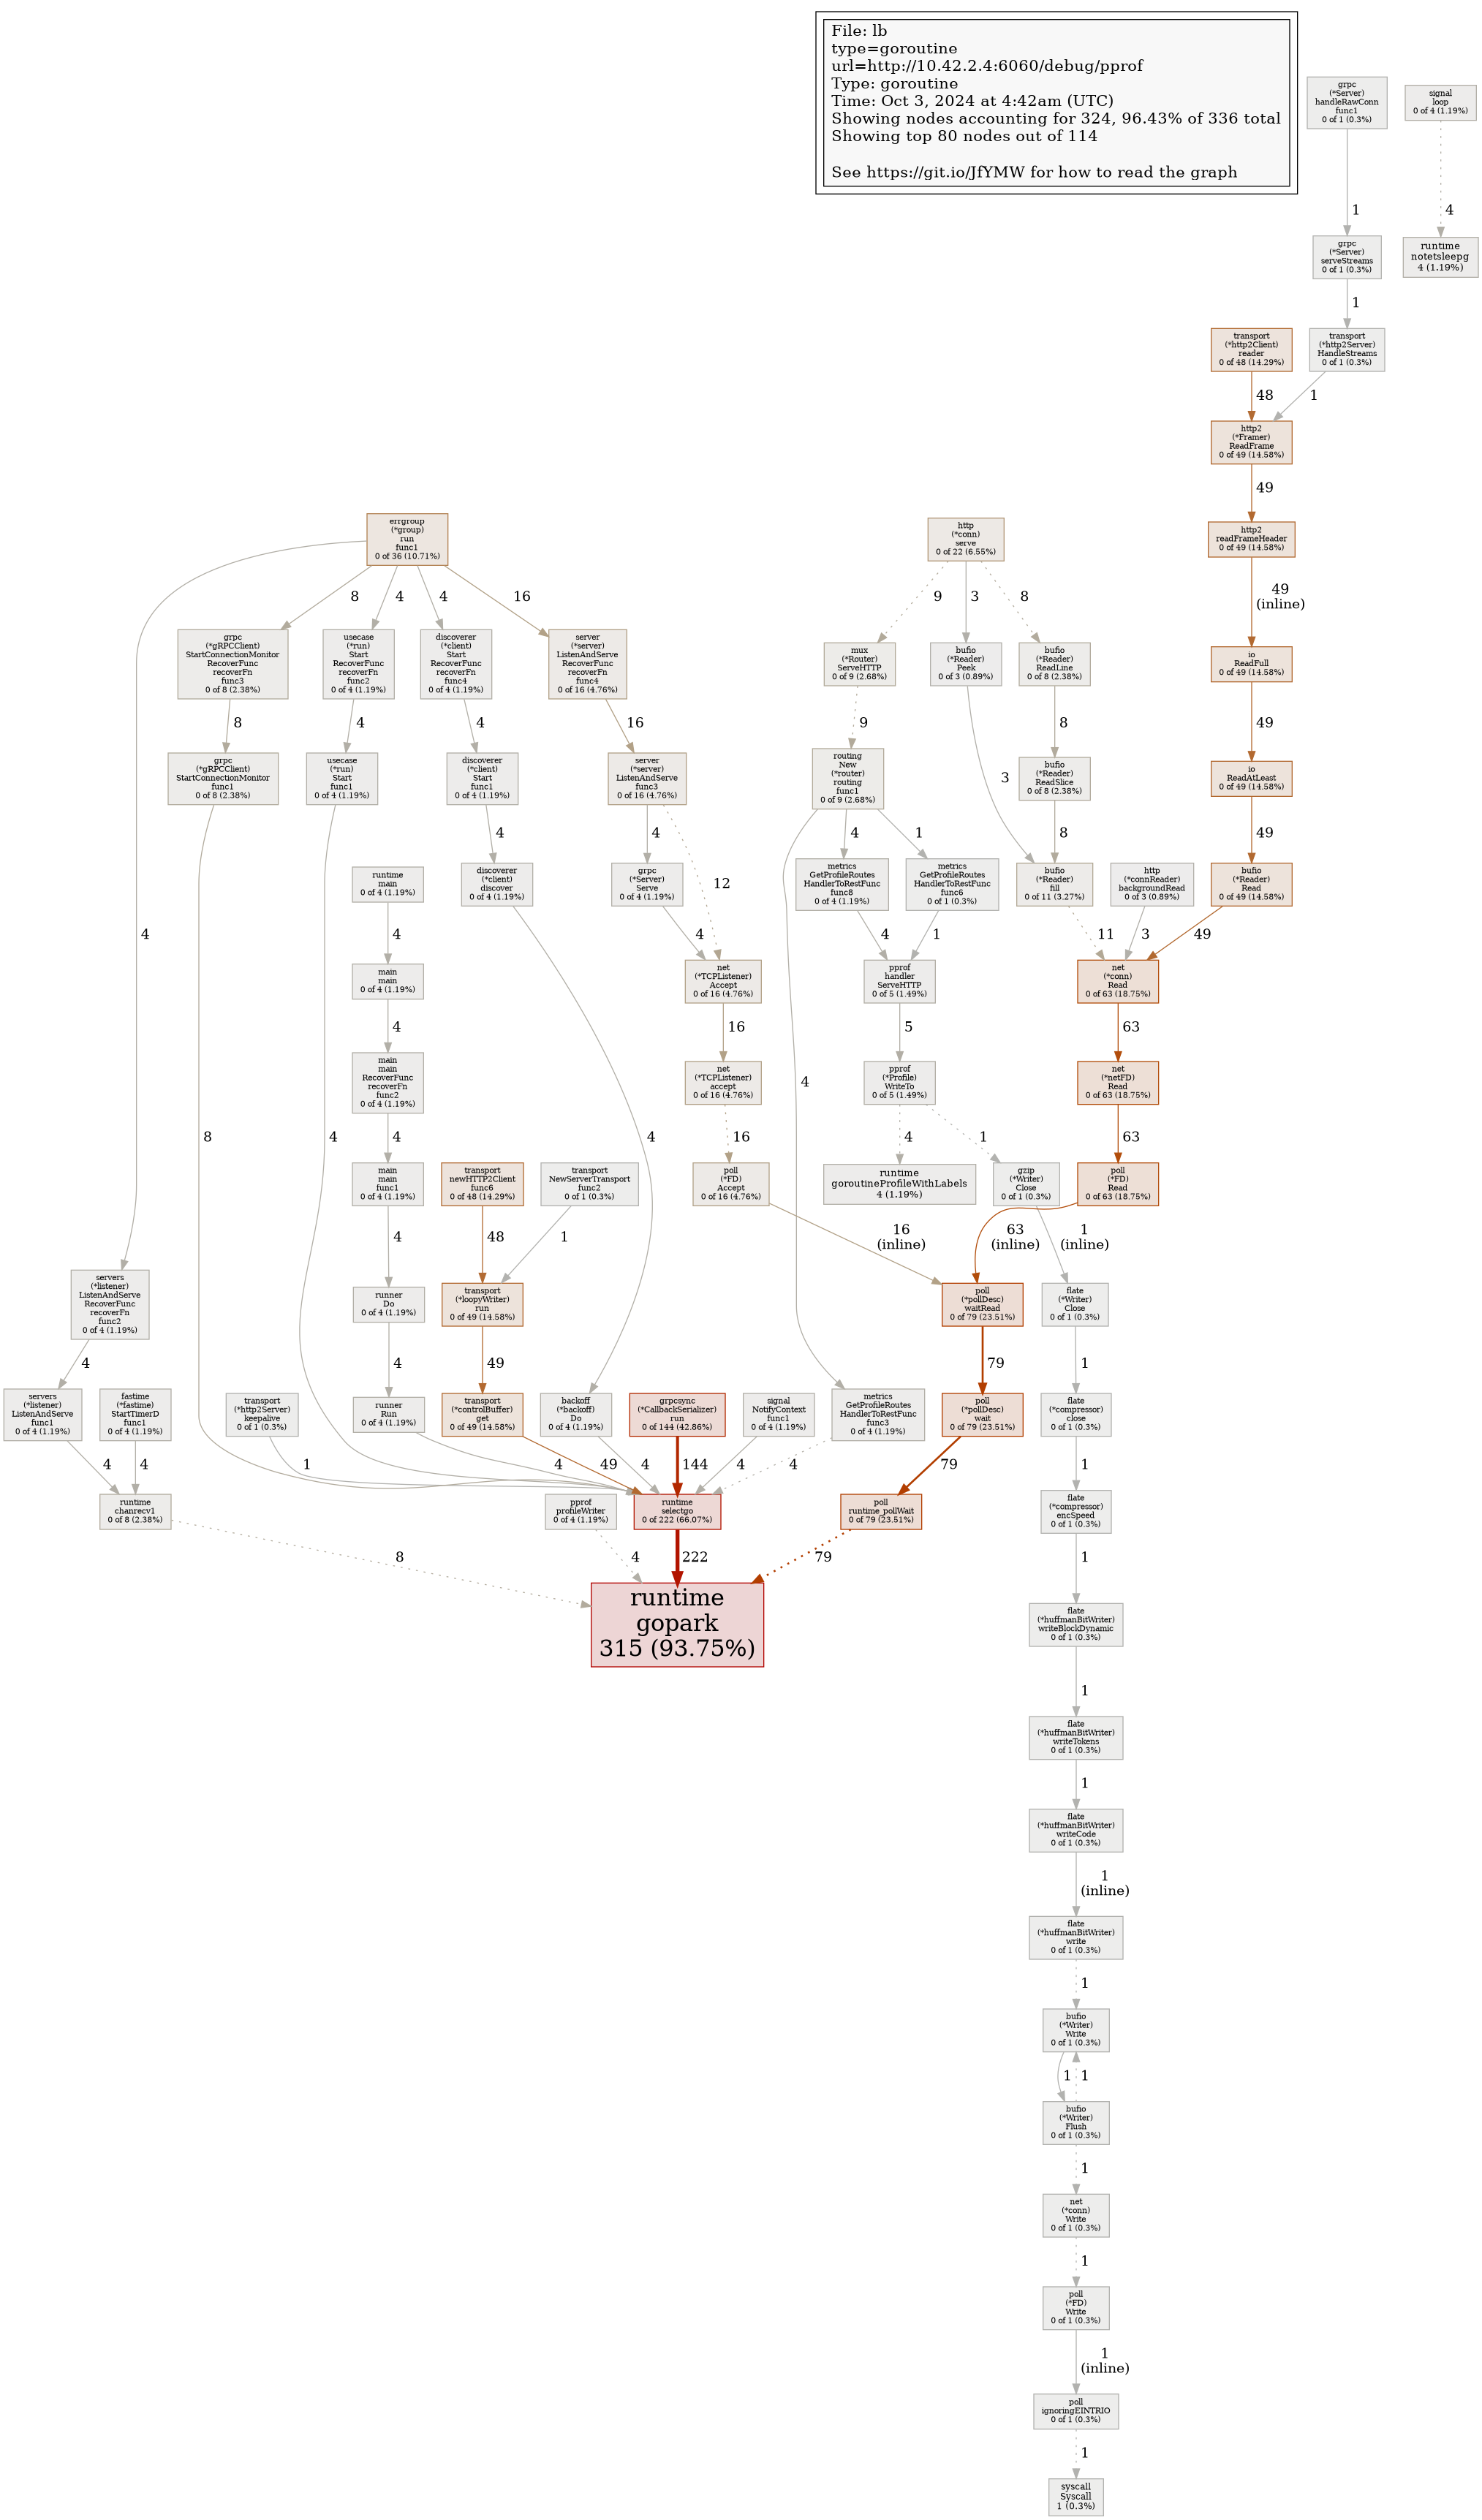 File: lb
type=goroutine
url=http://10.42.2.4:6060/debug/pprof
Type: goroutine
Time: Oct 3, 2024 at 4:42am (UTC)
Showing nodes accounting for 324, 96.43% of 336 total
Showing top 80 nodes out of 114
See https://git.io/JfYMW for how to read the graph
grpc
(*Server)
handleRawConn
func1
0 of 1 (0.3%)
signal
loop
0 of 4 (1.19%)
1
4
grpc
(*Server)
serveStreams
0 of 1 (0.3%)
runtime
notetsleepg
4 (1.19%)
1
transport
(*http2Client)
reader
0 of 48 (14.29%)
transport
(*http2Server)
HandleStreams
0 of 1 (0.3%)
48
1
http2
(*Framer)
ReadFrame
0 of 49 (14.58%)
49
errgroup
(*group)
run
func1
0 of 36 (10.71%)
http
(*conn)
serve
0 of 22 (6.55%)
http2
readFrameHeader
0 of 49 (14.58%)
8
4
4
16
9
3
8
49
(inline)
grpc
(*gRPCClient)
StartConnectionMonitor
RecoverFunc
recoverFn
func3
0 of 8 (2.38%)
usecase
(*run)
Start
RecoverFunc
recoverFn
func2
0 of 4 (1.19%)
discoverer
(*client)
Start
RecoverFunc
recoverFn
func4
0 of 4 (1.19%)
server
(*server)
ListenAndServe
RecoverFunc
recoverFn
func4
0 of 16 (4.76%)
mux
(*Router)
ServeHTTP
0 of 9 (2.68%)
bufio
(*Reader)
Peek
0 of 3 (0.89%)
bufio
(*Reader)
ReadLine
0 of 8 (2.38%)
io
ReadFull
0 of 49 (14.58%)
8
4
4
16
9
8
49
grpc
(*gRPCClient)
StartConnectionMonitor
func1
0 of 8 (2.38%)
usecase
(*run)
Start
func1
0 of 4 (1.19%)
discoverer
(*client)
Start
func1
0 of 4 (1.19%)
server
(*server)
ListenAndServe
func3
0 of 16 (4.76%)
routing
New
(*router)
routing
func1
0 of 9 (2.68%)
3
bufio
(*Reader)
ReadSlice
0 of 8 (2.38%)
io
ReadAtLeast
0 of 49 (14.58%)
4
4
4
1
8
49
runtime
main
0 of 4 (1.19%)
discoverer
(*client)
discover
0 of 4 (1.19%)
grpc
(*Server)
Serve
0 of 4 (1.19%)
12
metrics
GetProfileRoutes
HandlerToRestFunc
func8
0 of 4 (1.19%)
metrics
GetProfileRoutes
HandlerToRestFunc
func6
0 of 1 (0.3%)
bufio
(*Reader)
fill
0 of 11 (3.27%)
http
(*connReader)
backgroundRead
0 of 3 (0.89%)
bufio
(*Reader)
Read
0 of 49 (14.58%)
4
4
4
4
1
11
3
49
main
main
0 of 4 (1.19%)
net
(*TCPListener)
Accept
0 of 16 (4.76%)
pprof
handler
ServeHTTP
0 of 5 (1.49%)
net
(*conn)
Read
0 of 63 (18.75%)
4
16
5
63
main
main
RecoverFunc
recoverFn
func2
0 of 4 (1.19%)
net
(*TCPListener)
accept
0 of 16 (4.76%)
4
pprof
(*Profile)
WriteTo
0 of 5 (1.49%)
net
(*netFD)
Read
0 of 63 (18.75%)
8
4
4
4
16
4
1
63
main
main
func1
0 of 4 (1.19%)
transport
newHTTP2Client
func6
0 of 48 (14.29%)
transport
NewServerTransport
func2
0 of 1 (0.3%)
poll
(*FD)
Accept
0 of 16 (4.76%)
runtime
goroutineProfileWithLabels
4 (1.19%)
gzip
(*Writer)
Close
0 of 1 (0.3%)
poll
(*FD)
Read
0 of 63 (18.75%)
4
48
1
16
(inline)
63
(inline)
1
(inline)
servers
(*listener)
ListenAndServe
RecoverFunc
recoverFn
func2
0 of 4 (1.19%)
runner
Do
0 of 4 (1.19%)
transport
(*loopyWriter)
run
0 of 49 (14.58%)
poll
(*pollDesc)
waitRead
0 of 79 (23.51%)
flate
(*Writer)
Close
0 of 1 (0.3%)
4
4
49
79
1
servers
(*listener)
ListenAndServe
func1
0 of 4 (1.19%)
fastime
(*fastime)
StartTimerD
func1
0 of 4 (1.19%)
transport
(*http2Server)
keepalive
0 of 1 (0.3%)
runner
Run
0 of 4 (1.19%)
transport
(*controlBuffer)
get
0 of 49 (14.58%)
backoff
(*backoff)
Do
0 of 4 (1.19%)
grpcsync
(*CallbackSerializer)
run
0 of 144 (42.86%)
signal
NotifyContext
func1
0 of 4 (1.19%)
metrics
GetProfileRoutes
HandlerToRestFunc
func3
0 of 4 (1.19%)
poll
(*pollDesc)
wait
0 of 79 (23.51%)
flate
(*compressor)
close
0 of 1 (0.3%)
4
4
1
4
49
4
144
4
4
79
1
runtime
chanrecv1
0 of 8 (2.38%)
pprof
profileWriter
0 of 4 (1.19%)
runtime
selectgo
0 of 222 (66.07%)
poll
runtime_pollWait
0 of 79 (23.51%)
flate
(*compressor)
encSpeed
0 of 1 (0.3%)
8
4
222
79
1
runtime
gopark
315 (93.75%)
flate
(*huffmanBitWriter)
writeBlockDynamic
0 of 1 (0.3%)
1
flate
(*huffmanBitWriter)
writeTokens
0 of 1 (0.3%)
1
flate
(*huffmanBitWriter)
writeCode
0 of 1 (0.3%)
1
(inline)
flate
(*huffmanBitWriter)
write
0 of 1 (0.3%)
1
bufio
(*Writer)
Write
0 of 1 (0.3%)
1
1
bufio
(*Writer)
Flush
0 of 1 (0.3%)
1
net
(*conn)
Write
0 of 1 (0.3%)
1
poll
(*FD)
Write
0 of 1 (0.3%)
1
(inline)
poll
ignoringEINTRIO
0 of 1 (0.3%)
1
syscall
Syscall
1 (0.3%)